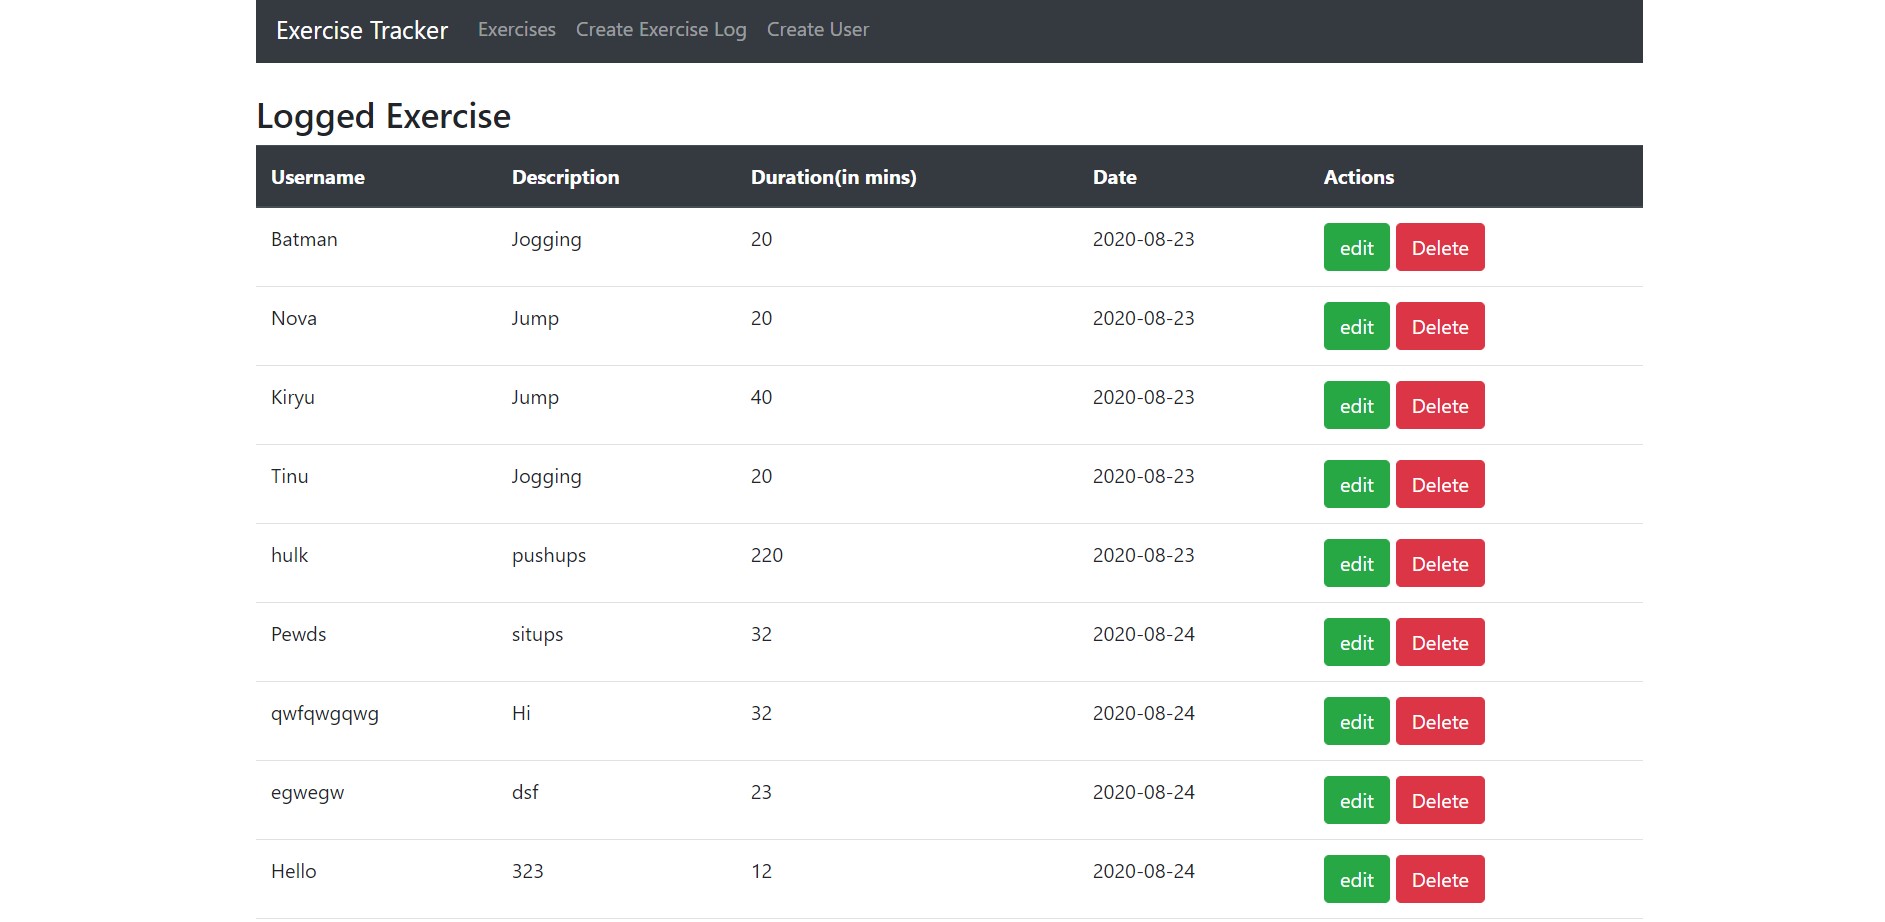 Exercise Tracker Exercises Create Exercise Log Create User
Logged Exercise
Username Description Duration(in mins) Date Actions
Batman Jogging 20 2020-08-23 edit Delete
Nova Jump 20 2020-08-23 edit Delete
Kiryu Jump 40 2020-08-23 edit Delete
Tinu Jogging 20 2020-08-23 edit Delete
hulk pushups 220 2020-08-23 edit Delete
Pewds situps 32 2020-08-24 edit Delete
qwfqwgqwg Hi 32 2020-08-24 edit Delete
egwegw dsf 23 2020-08-24 edit Delete
Hello 323 12 2020-08-24 edit Delete